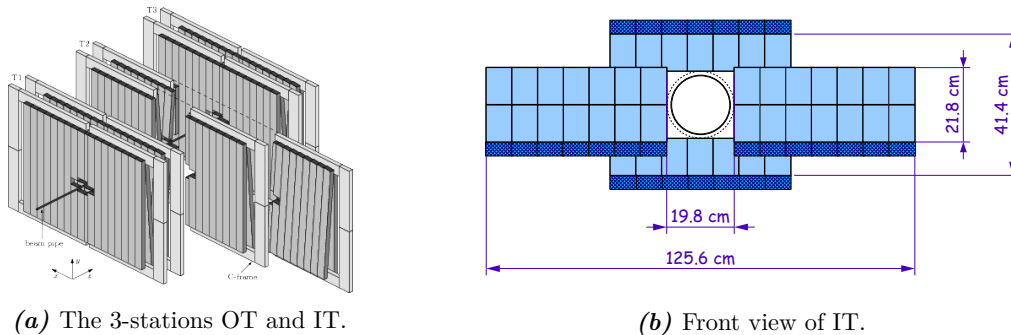 T3
T2
T1
beam pipe
C-frame
y
x
z
21.8 cm
41.4 cm
19.8 cm
125.6 cm
(a) The 3-stations OT and IT.
(b) Front view of IT.